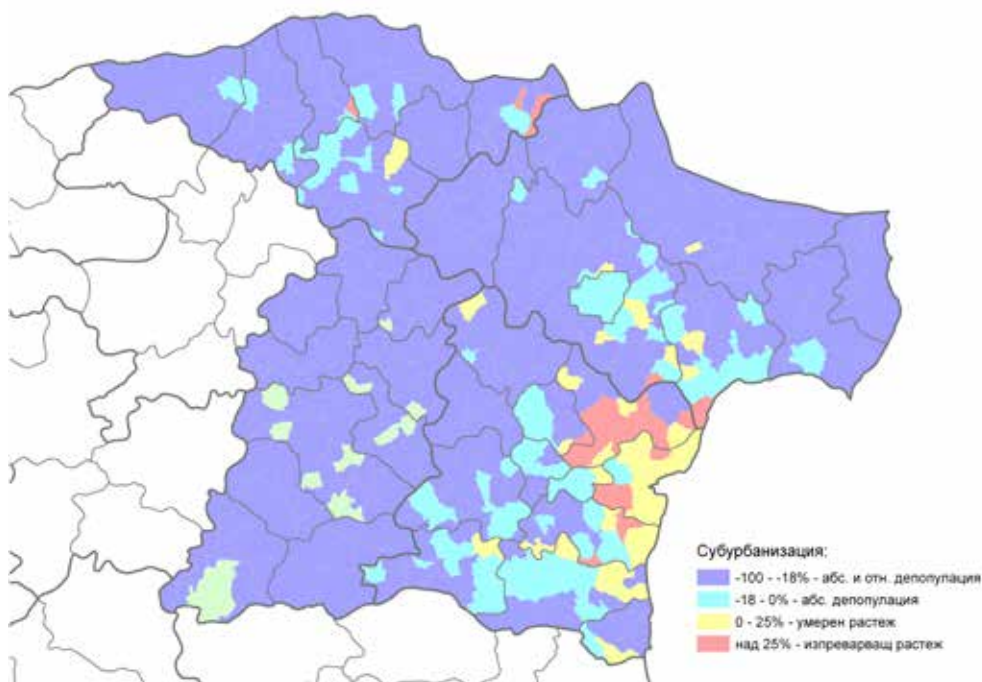 Субурбанизация:
-100 - -18% - абс. и отн. депопулация
-18 - 0% - абс. депопулация
0 - 25% - умерен растеж
над 25% - изпреварващ растеж